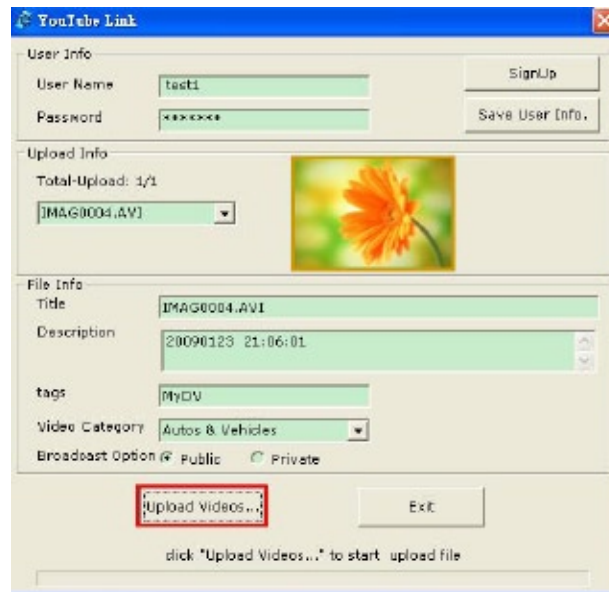 YouTube Link
User Info
User Name
test1
SignUp
Password
*******
Save User Info.
Upload Info
Total-Upload: 1/1
IMAG0004.AVI
File Info
Title
IMAG0004.AVI
Description
20090123 21:06:01
tags
MyDV
Video Category
Autos & Vehicles
Broadcast Option
Public
Private
Upload Videos...
Exit
click "Upload Videos..." to start upload file